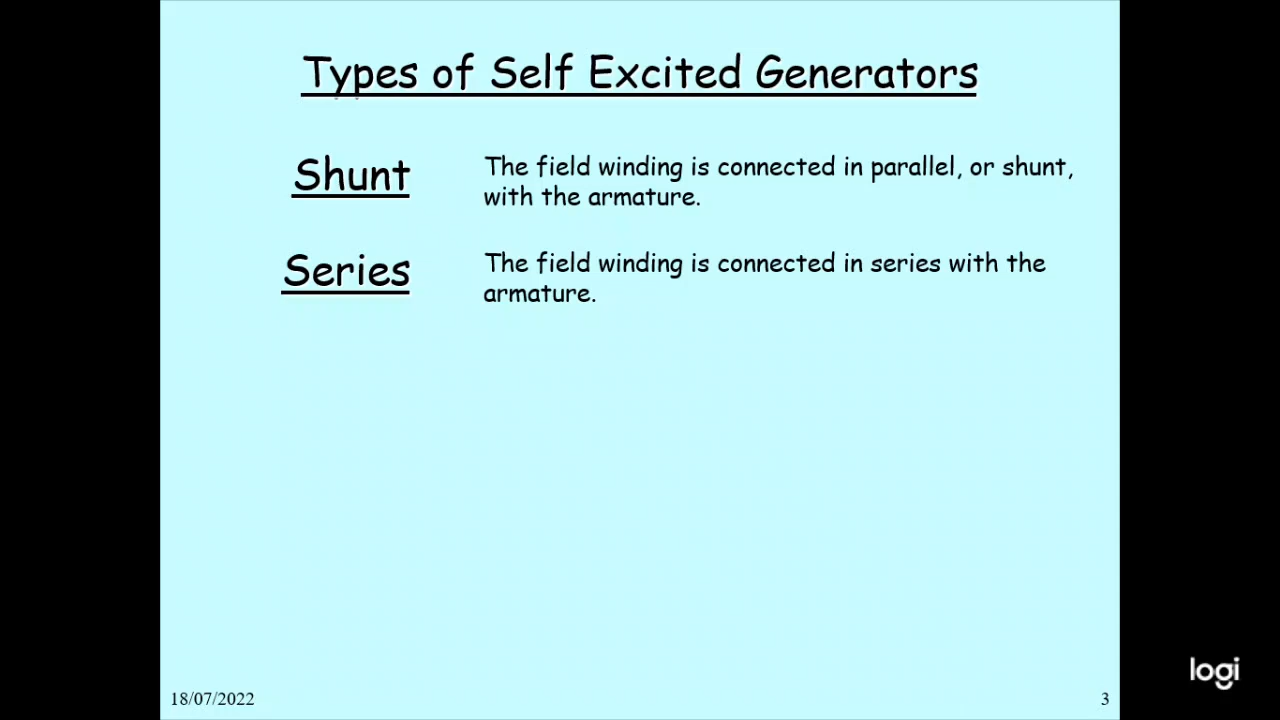 Types of Self Excited Generators
Shunt
The field winding is connected in parallel, or shunt,
with the armature.
Series
The field winding is connected in series with the
armature.
18/07/2022
3
logi